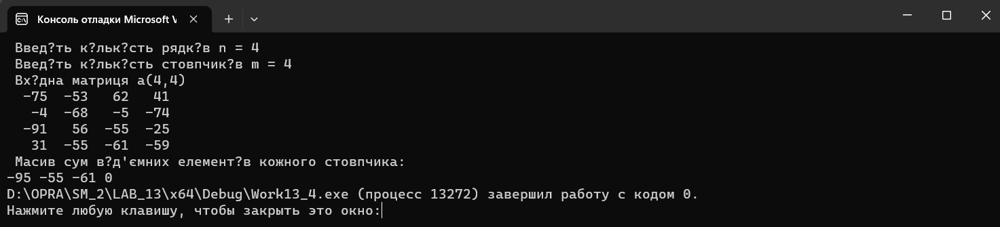 Консоль отладки Microsoft V
Введ?ть к?льк?сть рядк?в n = 4
Введ?ть к?льк?сть стовпчик?в m = 4
Вх?дна матриця a(4,4)
-75 -53 62 41
-4 -68 -5 -74
-91 56 -55 -25
31 -55 -61 -59
Масив сум в?д'ємних елемент?в кожного стовпчика:
-95 -55 -61 0
D:\OPRA\SM_2\LAB_13\x64\Debug\Work13_4.exe (процесс 13272) завершил работу с кодом 0.
Нажмите любую клавишу, чтобы закрыть это окно: